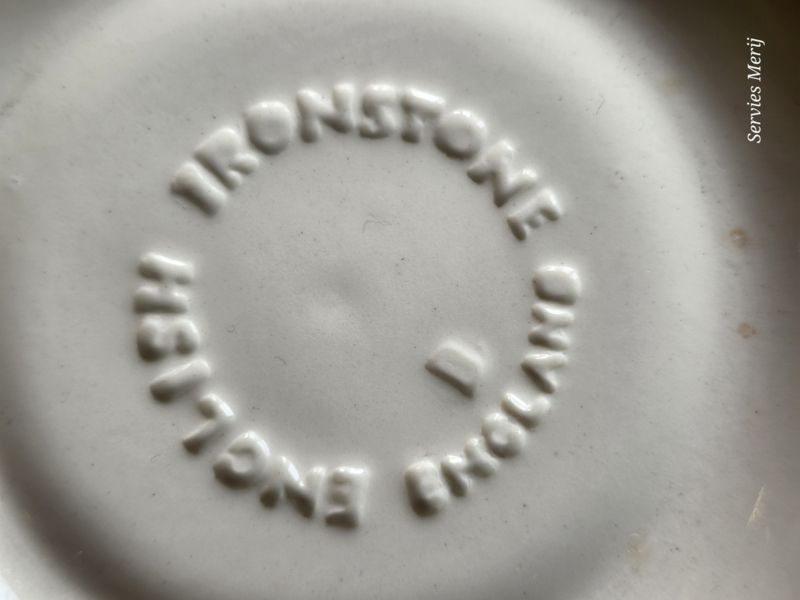 ENGLISH IRONSTONE
ENGLAND
D
Servies Merij